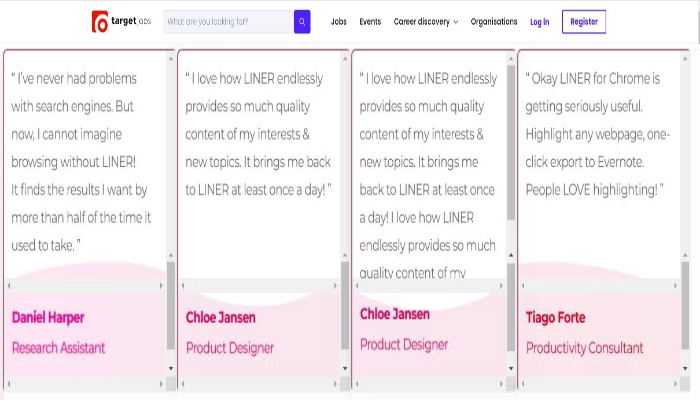 targetjobs
What are you looking for?
Jobs
Events
Career discovery
Organisations
Log in
Register
“ I've never had problems
with search engines. But
now, I cannot imagine
browsing without LINER!
It finds the results I want by
more than half of the time it
used to take. ”
Daniel Harper
Research Assistant
“ I love how LINER endlessly
provides so much quality
content of my interests &
new topics. It brings me back
to LINER at least once a day! ”
Chloe Jansen
Product Designer
“ I love how LINER endlessly
provides so much quality
content of my interests &
new topics. It brings me
back to LINER at least once
a day! I love how LINER
endlessly provides so much
quality content of my
Chloe Jansen
Product Designer
“ Okay LINER for Chrome is
getting seriously useful.
Highlight any webpage, one-
click export to Evernote.
People LOVE highlighting! ”
Tiago Forte
Productivity Consultant